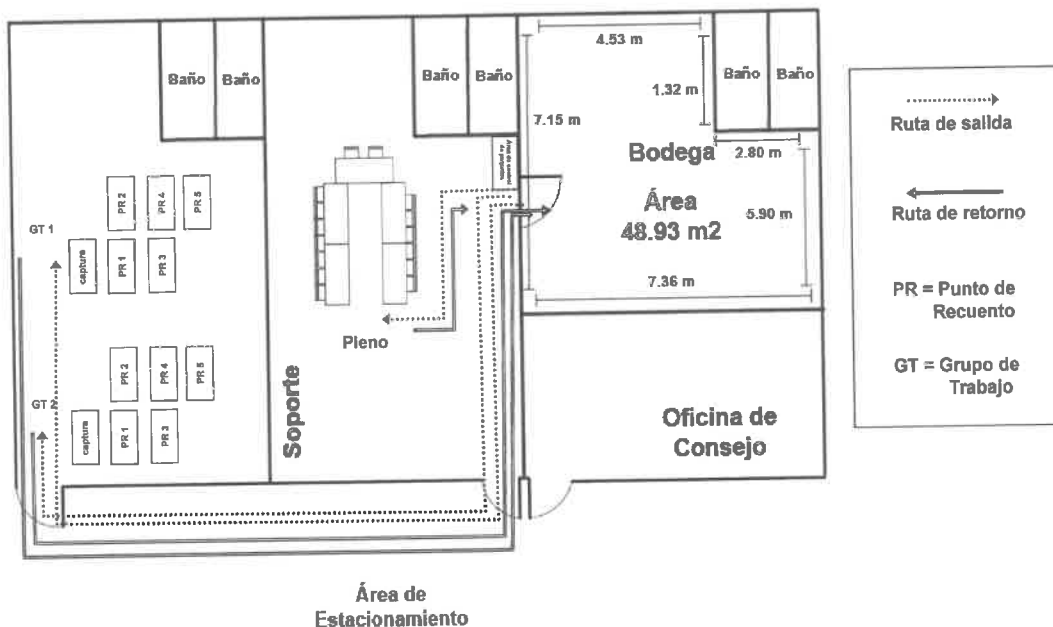 Baño
Baño
Baño
Baño
4.53 m
1.32 m
Baño
Baño
7.15 m
Bodega
2.80 m
Área
48.93 m2
5.90 m
7.36 m
PR 2
PR 4
PR 5
GT 1
captura
PR 1
PR 3
PR 2
PR 4
PR 5
GT 2
captura
PR 1
PR 3
Pleno
Soporte
Oficina de
Consejo
Área de
Estacionamiento
Ruta de salida
Ruta de retorno
PR = Punto de
Recuento
GT = Grupo de
Trabajo